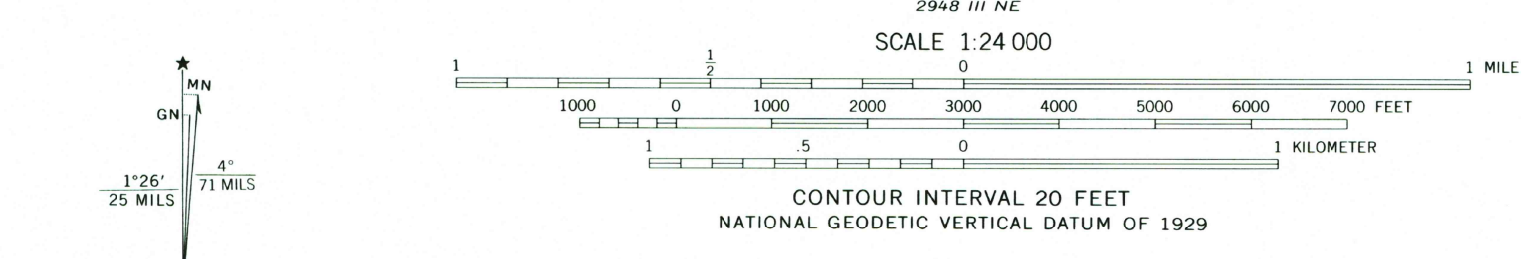 2948 III NE
SCALE 1:24 000
1 1/2 0 1 MILE
1000 0 1000 2000 3000 4000 5000 6000 7000 FEET
1 .5 0 1 KILOMETER
CONTOUR INTERVAL 20 FEET
NATIONAL GEODETIC VERTICAL DATUM OF 1929
★
MN
GN
1°26′
25 MILS
4°
71 MILS